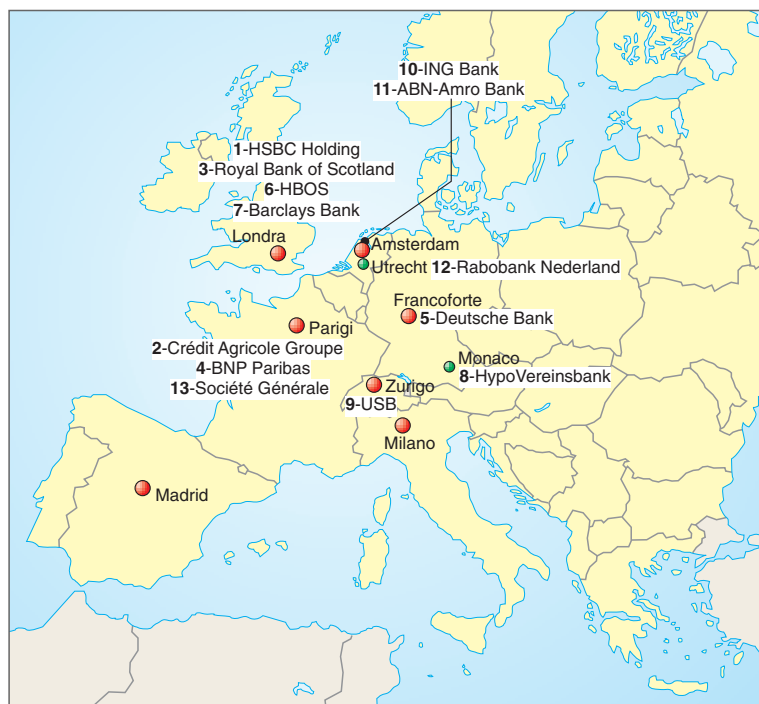 10-ING Bank
11-ABN-Amro Bank
1-HSBC Holding
3-Royal Bank of Scotland
6-HBOS
7-Barclays Bank
Londra
Amsterdam
Utrecht 12-Rabobank Nederland
Francoforte
5-Deutsche Bank
Parigi
2-Crédit Agricole Groupe
4-BNP Paribas
13-Société Générale
Monaco
8-HypoVereinsbank
Zurigo
9-USB
Milano
Madrid